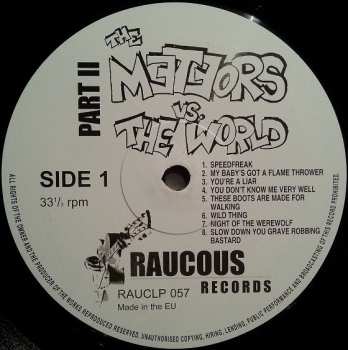 THE
METEORS
vs.
THE WORLD
PART II
SIDE 1
33 1/3 rpm
1. SPEEDFREAK
2. MY BABY'S GOT A FLAME THROWER
3. YOU'RE A LIAR
4. YOU DON'T KNOW ME VERY WELL
5. THESE BOOTS ARE MADE FOR
WALKING
6. WILD THING
7. NIGHT OF THE WEREWOLF
8. SLOW DOWN YOU GRAVE ROBBING
BASTARD
RAUCOUS
RECORDS
RAUCLP 057
Made in the EU
ALL RIGHTS OF THE OWNER AND THE PRODUCER OF THE WORKS REPRODUCED RESERVED. UNAUTHORISED COPYING, HIRING, LENDING, PUBLIC PERFORMANCE AND BROADCASTING OF THIS RECORD PROHIBITED.